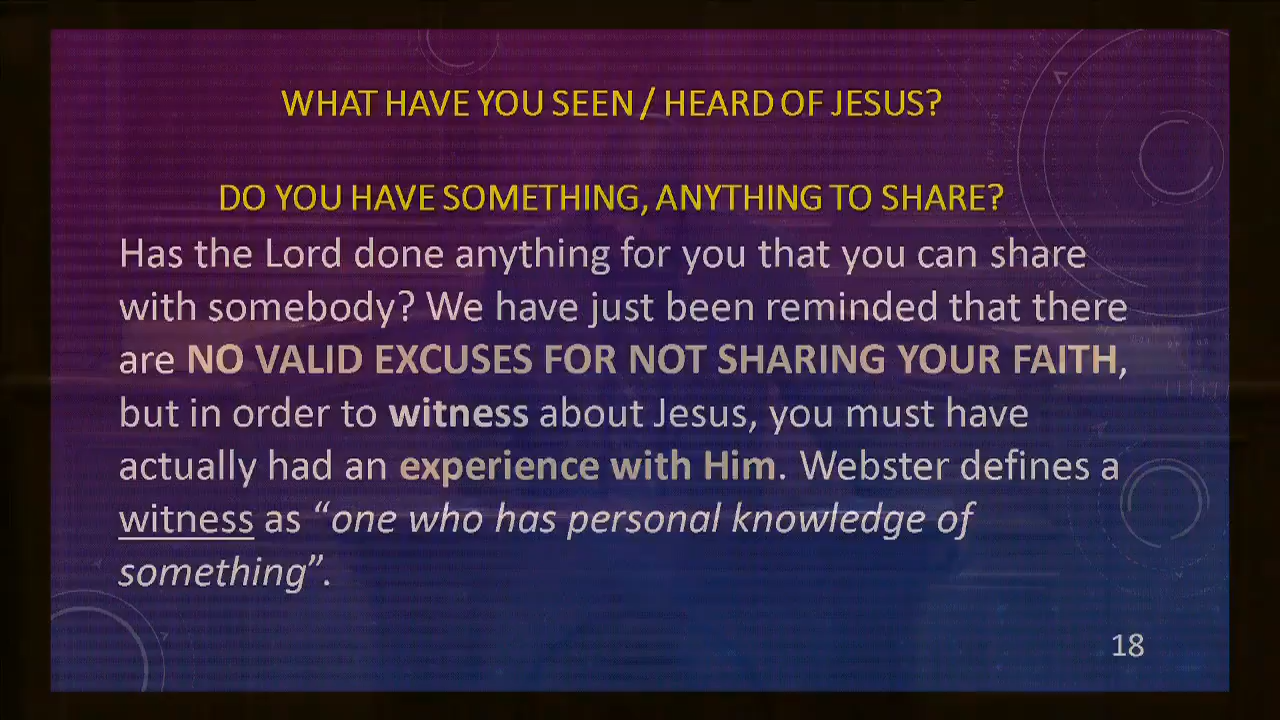 WHAT HAVE YOU SEEN / HEARD OF JESUS?
DO YOU HAVE SOMETHING, ANYTHING TO SHARE?
Has the Lord done anything for you that you can share
with somebody? We have just been reminded that there
are NO VALID EXCUSES FOR NOT SHARING YOUR FAITH,
but in order to witness about Jesus, you must have
actually had an experience with Him. Webster defines a
witness as “one who has personal knowledge of
something”.
18